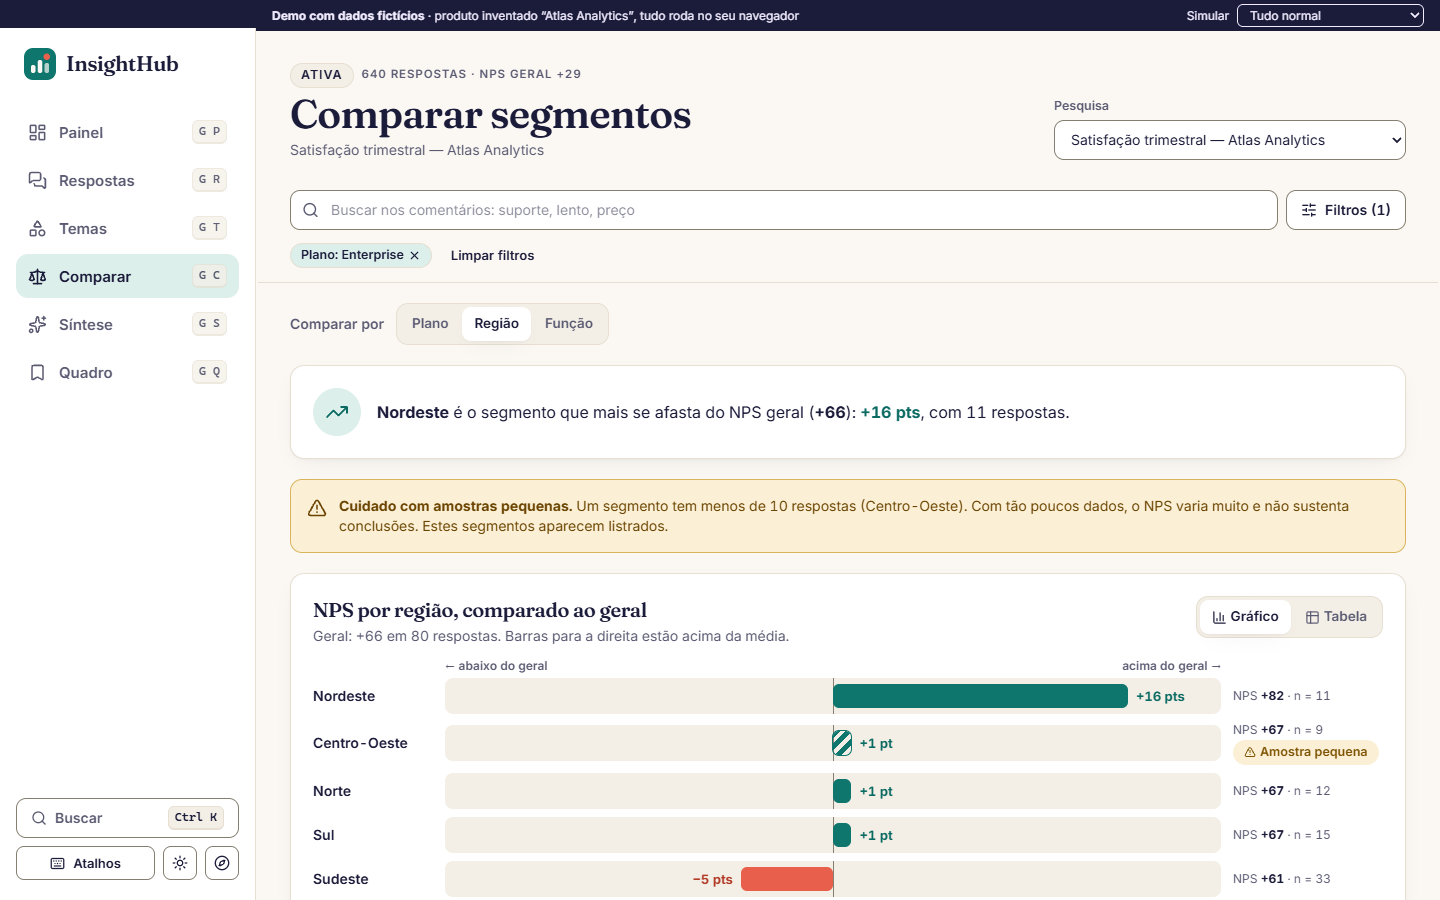 Demo com dados fictícios · produto inventado “Atlas Analytics”, tudo roda no seu navegador
Simular
Tudo normal
InsightHub
Painel
G P
Respostas
G R
Temas
G T
Comparar
G C
Síntese
G S
Quadro
G Q
Buscar
Ctrl K
Atalhos
ATIVA
640 RESPOSTAS · NPS GERAL +29
Comparar segmentos
Satisfação trimestral — Atlas Analytics
Pesquisa
Satisfação trimestral — Atlas Analytics
Buscar nos comentários: suporte, lento, preço
Filtros (1)
Plano: Enterprise ✕
Limpar filtros
Comparar por
Plano
Região
Função
Nordeste é o segmento que mais se afasta do NPS geral (+66): +16 pts, com 11 respostas.
Cuidado com amostras pequenas. Um segmento tem menos de 10 respostas (Centro-Oeste). Com tão poucos dados, o NPS varia muito e não sustenta
conclusões. Estes segmentos aparecem listrados.
NPS por região, comparado ao geral
Geral: +66 em 80 respostas. Barras para a direita estão acima da média.
Gráfico
Tabela
← abaixo do geral
acima do geral →
Nordeste
+16 pts
NPS +82 · n = 11
Centro-Oeste
+1 pt
NPS +67 · n = 9
Amostra pequena
Norte
+1 pt
NPS +67 · n = 12
Sul
+1 pt
NPS +67 · n = 15
Sudeste
−5 pts
NPS +61 · n = 33